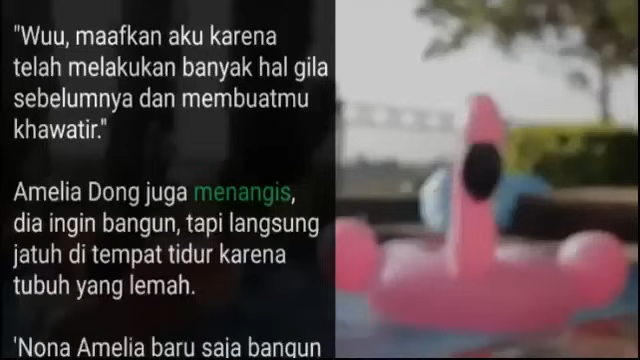 "Wuu, maafkan aku karena
telah melakukan banyak hal gila
sebelumnya dan membuatmu
khawatir."
Amelia Dong juga menangis,
dia ingin bangun, tapi langsung
jatuh di tempat tidur karena
tubuh yang lemah.
'Nona Amelia baru saja bangun